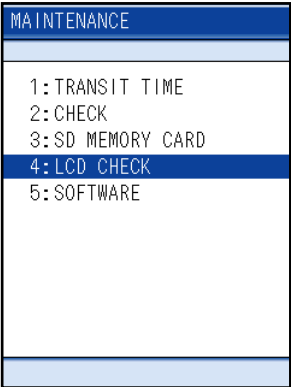 MAINTENANCE
1:TRANSIT TIME
2:CHECK
3:SD MEMORY CARD
4:LCD CHECK
5:SOFTWARE